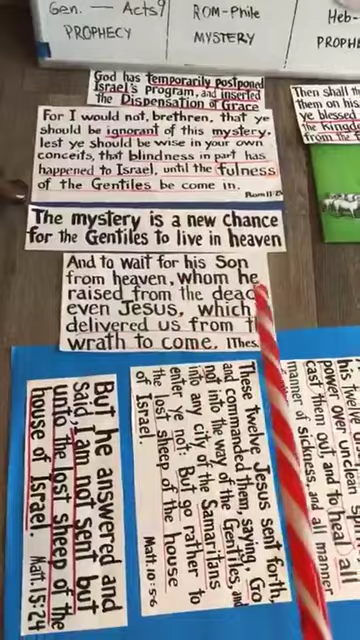 Gen. — Acts 9
PROPHECY
ROM-Phile
MYSTERY
Heb-
PROPHE
God has temporarily postponed
Israel's program, and inserted
the Dispensation of Grace
For I would not, brethren, that ye
should be ignorant of this mystery,
lest ye should be wise in your own
conceits, that blindness in part has
happened to Israel, until the fulness
of the Gentiles be come in.
Rom 11:25
The mystery is a new chance
for the Gentiles to live in heaven
And to wait for his Son
from heaven, whom he
raised from the dead
even Jesus, which
delivered us from t
wrath to come. 1Thes.
Then shall th
them on his
ye blessed
the Kingdo
from the f
But he answered and
said, I am not sent but
unto the lost sheep of the
house of Israel. Matt. 15:24
These twelve Jesus sent forth,
and commanded them, saying, Go
not into the way of the Gentiles, and
into any city of the Samaritans
enter ye not: But go rather to
the lost sheep of the house
of Israel. Matt. 10:5-6
his twelve
power over unclean spi
cast them out, and to heal all
manner of sickness, and all manner